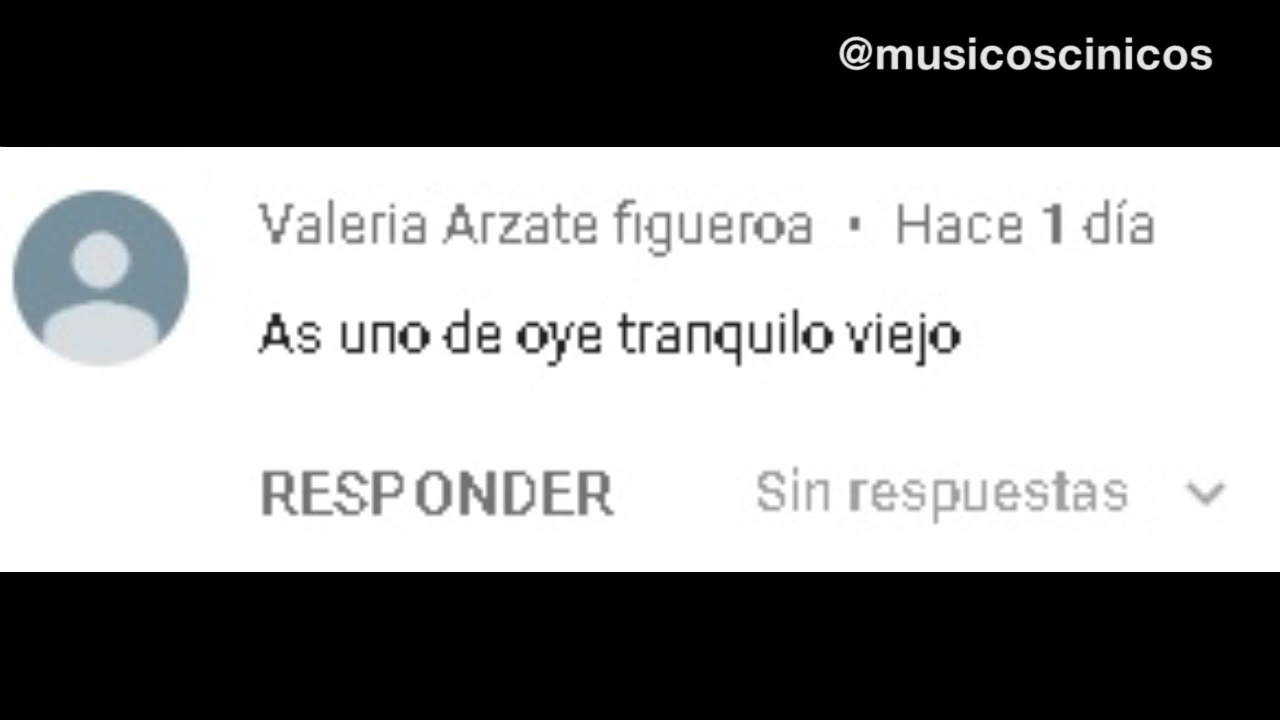 @musicoscinicos
Valeria Arzate figueroa · Hace 1 día
As uno de oye tranquilo viejo
RESPONDER Sin respuestas